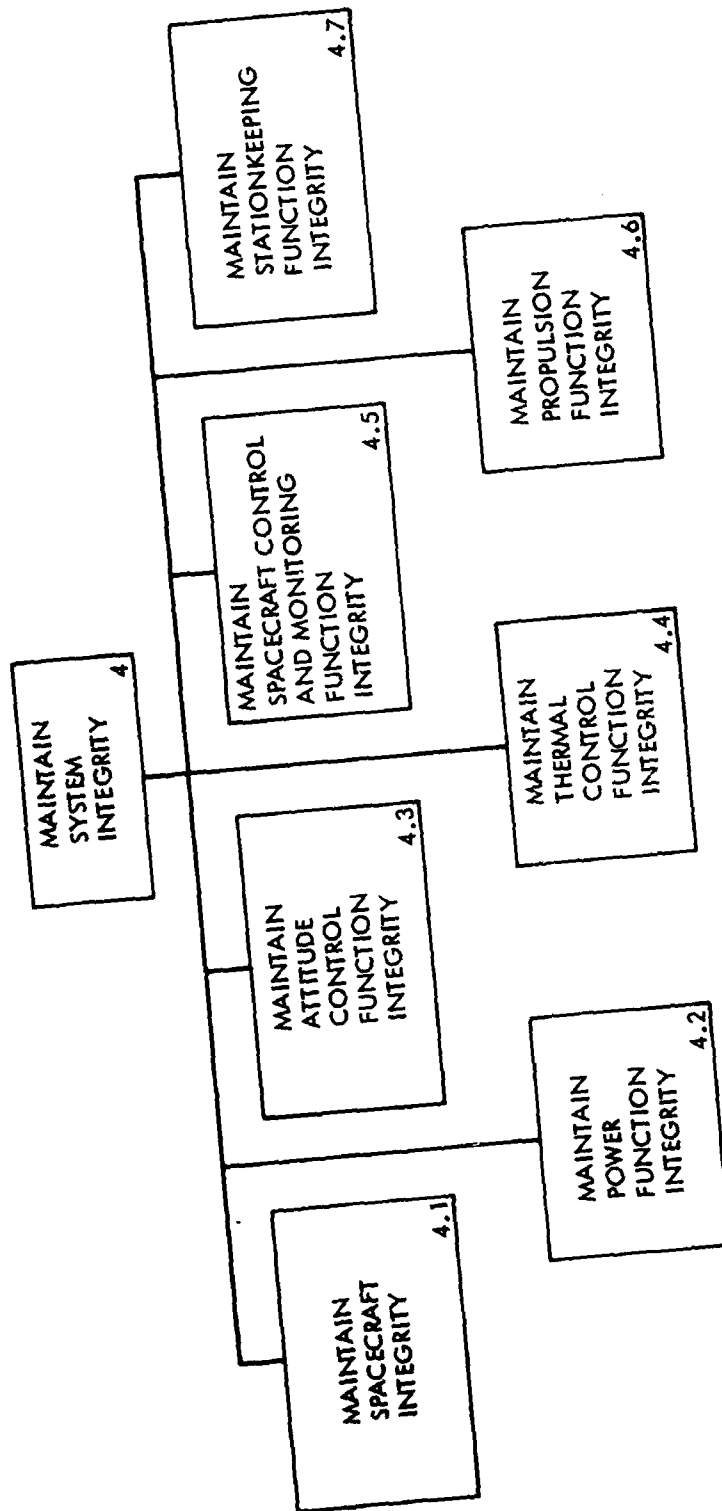 MAINTAIN
SYSTEM
INTEGRITY
4
MAINTAIN
SPACECRAFT
INTEGRITY
4.1
MAINTAIN
POWER
FUNCTION
INTEGRITY
4.2
MAINTAIN
ATTITUDE
CONTROL
FUNCTION
INTEGRITY
4.3
MAINTAIN
THERMAL
CONTROL
FUNCTION
INTEGRITY
4.4
MAINTAIN
SPACECRAFT CONTROL
AND MONITORING
FUNCTION
INTEGRITY
4.5
MAINTAIN
PROPULSION
FUNCTION
INTEGRITY
4.6
MAINTAIN
STATIONKEEPING
FUNCTION
INTEGRITY
4.7